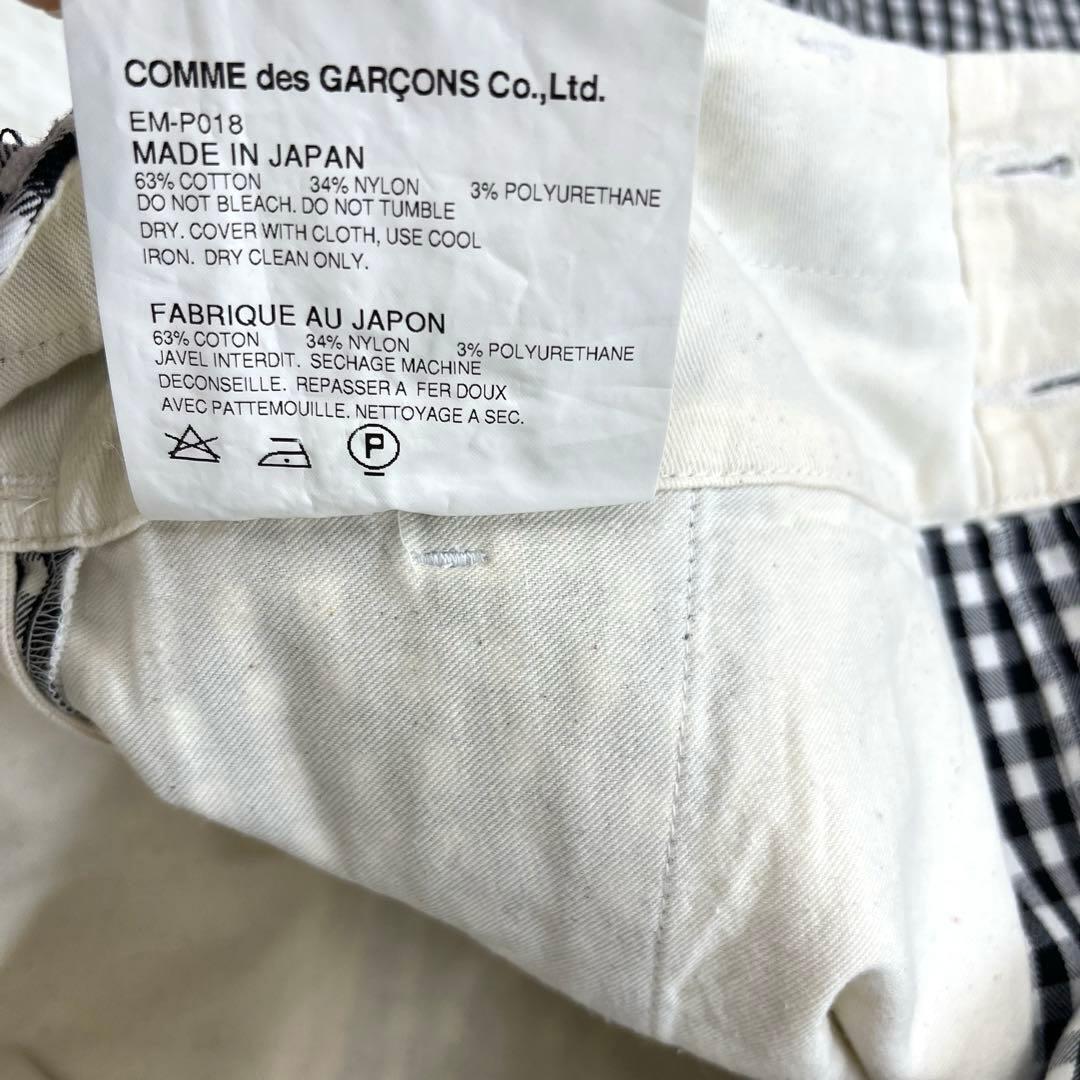 COMME des GARÇONS Co.,Ltd.
EM-P018
MADE IN JAPAN
63% COTTON 34% NYLON 3% POLYURETHANE
DO NOT BLEACH. DO NOT TUMBLE
DRY. COVER WITH CLOTH, USE COOL
IRON. DRY CLEAN ONLY.
FABRIQUE AU JAPON
63% COTON 34% NYLON 3% POLYURETHANE
JAVEL INTERDIT. SECHAGE MACHINE
DECONSEILLE. REPASSER A FER DOUX
AVEC PATTEMOUILLE. NETTOYAGE A SEC.
P